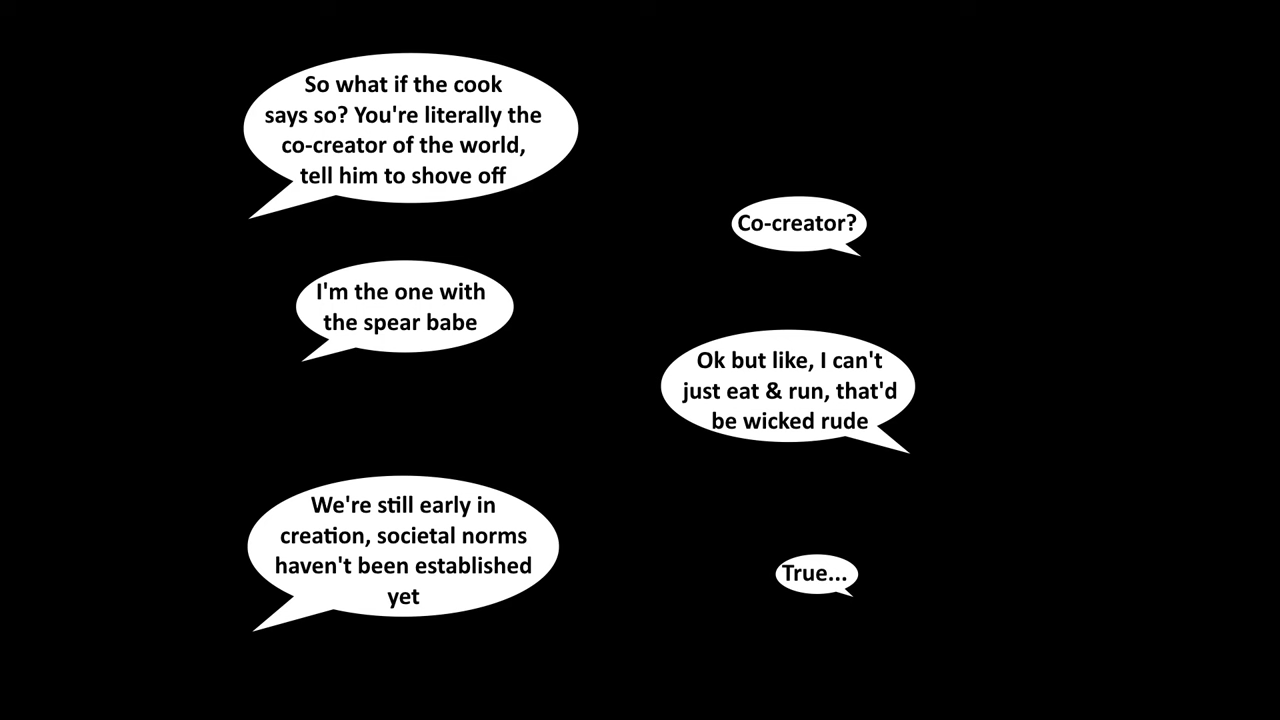 So what if the cook
says so? You're literally the
co-creator of the world,
tell him to shove off
Co-creator?
I'm the one with
the spear babe
Ok but like, I can't
just eat & run, that'd
be wicked rude
We're still early in
creation, societal norms
haven't been established
yet
True...